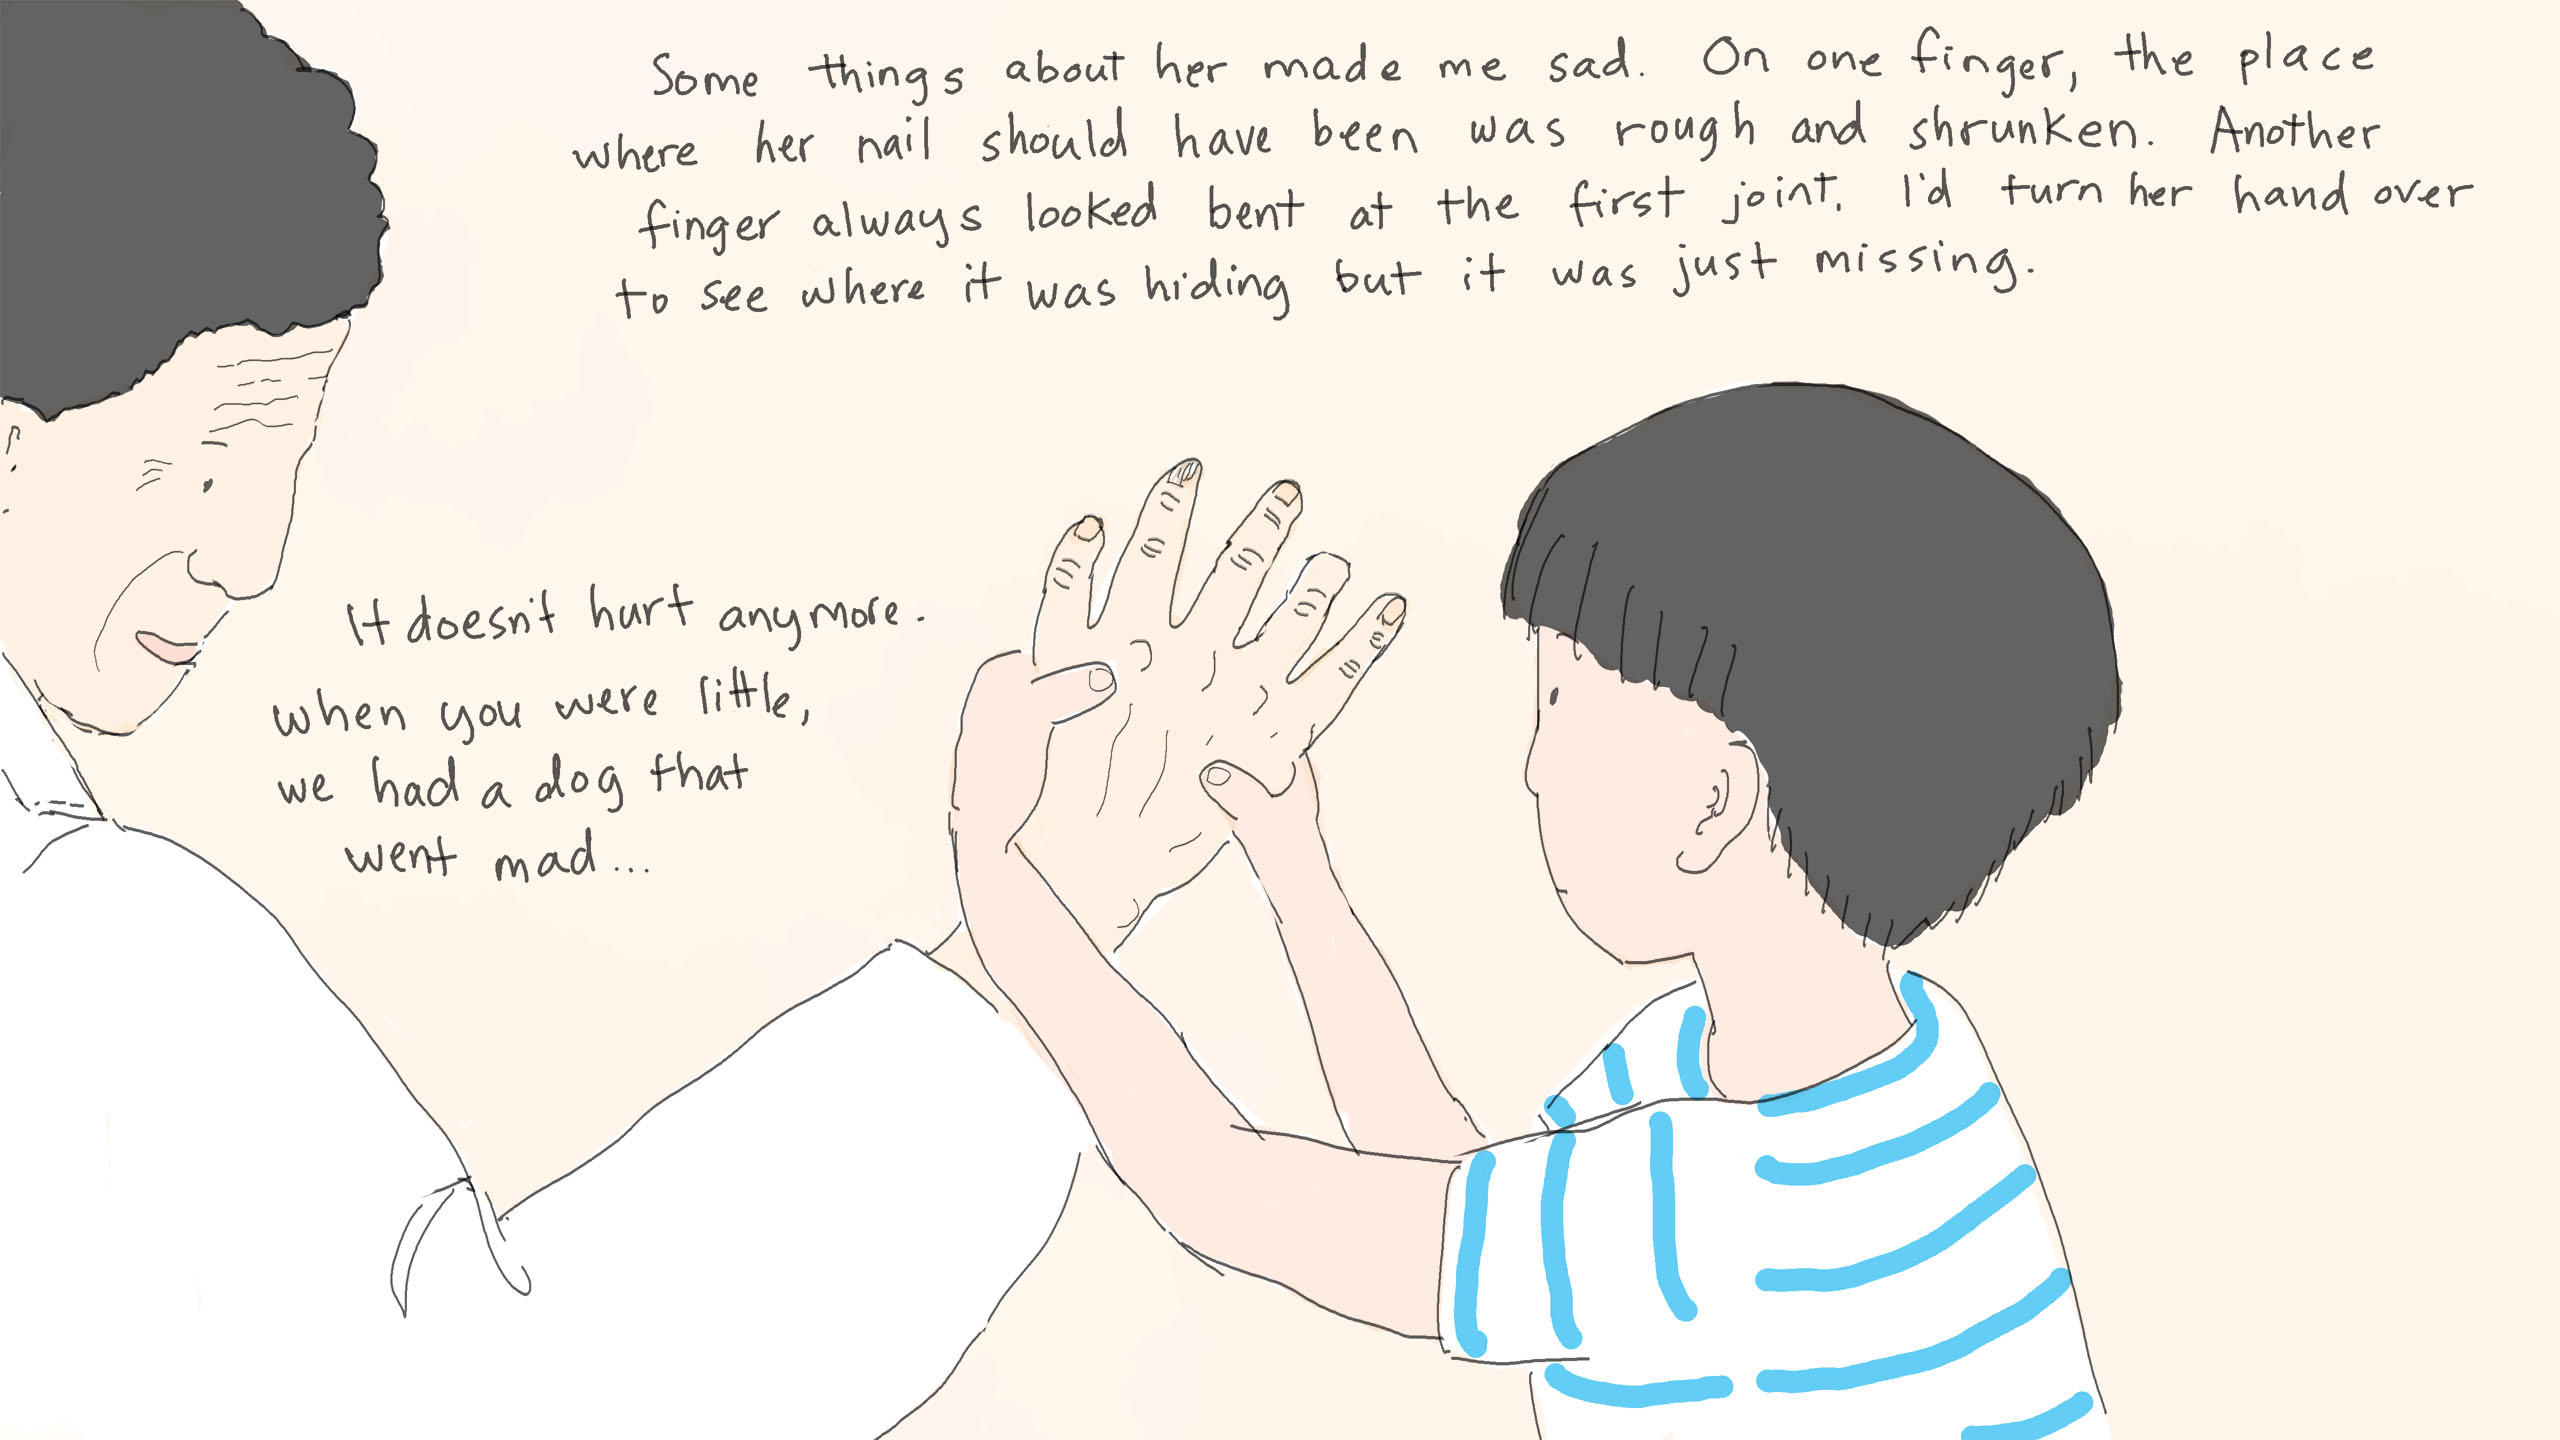 Some things about her made me sad. On one finger, the place
where her nail should have been was rough and shrunken. Another
finger always looked bent at the first joint. I'd turn her hand over
to see where it was hiding but it was just missing.
It doesn't hurt anymore.
When you were little,
we had a dog that
went mad...